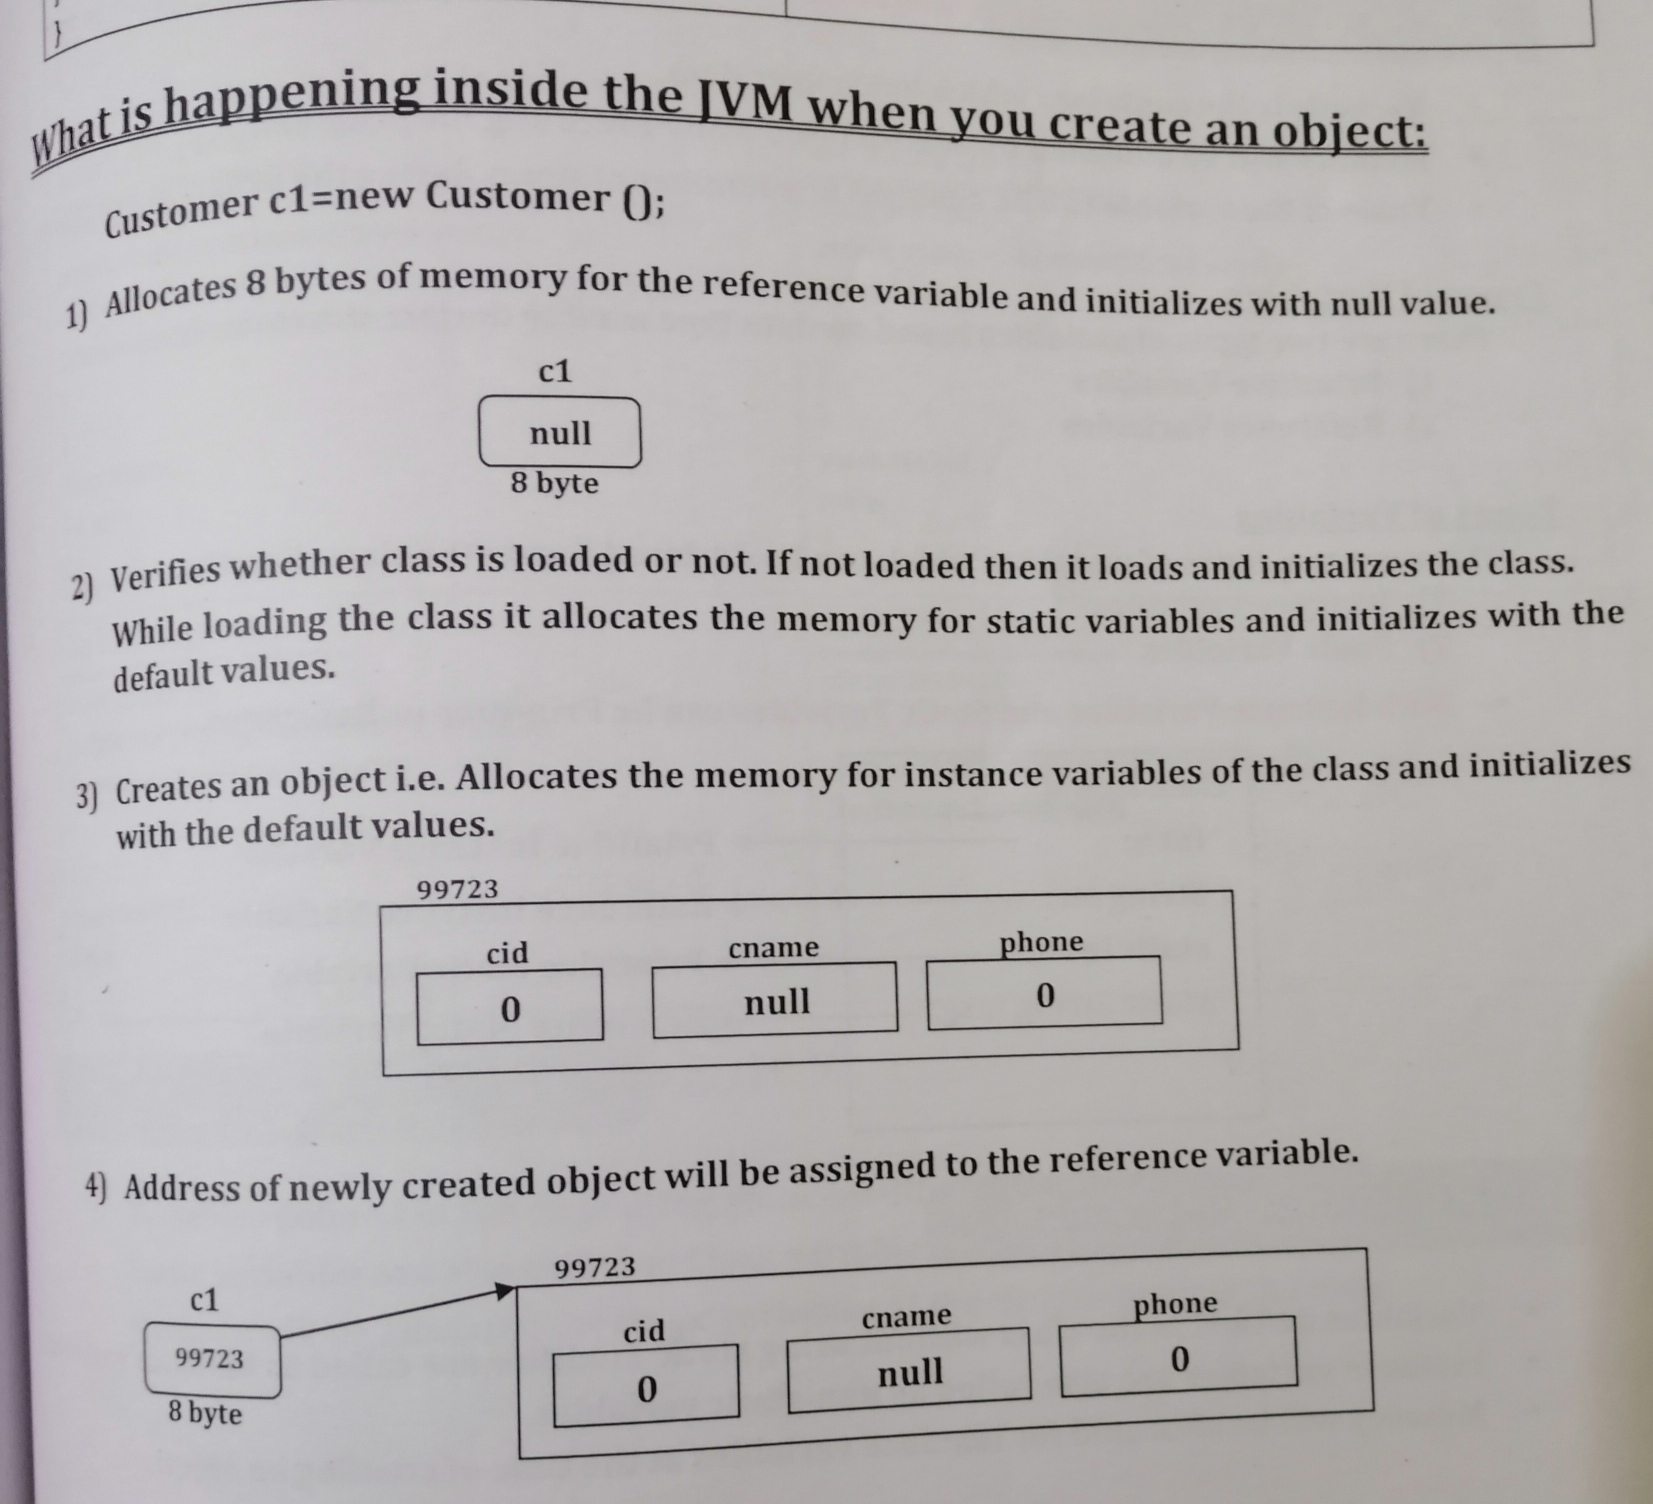 }
What is happening inside the JVM when you create an object:
Customer c1=new Customer ();
1) Allocates 8 bytes of memory for the reference variable and initializes with null value.
c1
null
8 byte
2) Verifies whether class is loaded or not. If not loaded then it loads and initializes the class.
While loading the class it allocates the memory for static variables and initializes with the
default values.
3) Creates an object i.e. Allocates the memory for instance variables of the class and initializes
with the default values.
99723
cid cname phone
0 null 0
4) Address of newly created object will be assigned to the reference variable.
99723
c1 cid cname phone
99723 0 null 0
8 byte